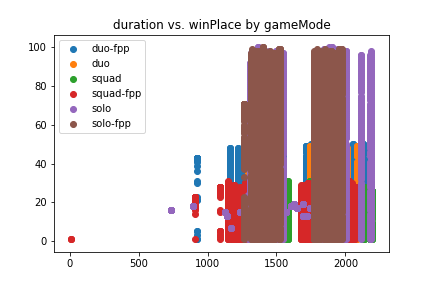 duration vs. winPlace by gameMode
100
80
60
40
20
0
duo-fpp
duo
squad
squad-fpp
solo
solo-fpp
0 500 1000 1500 2000